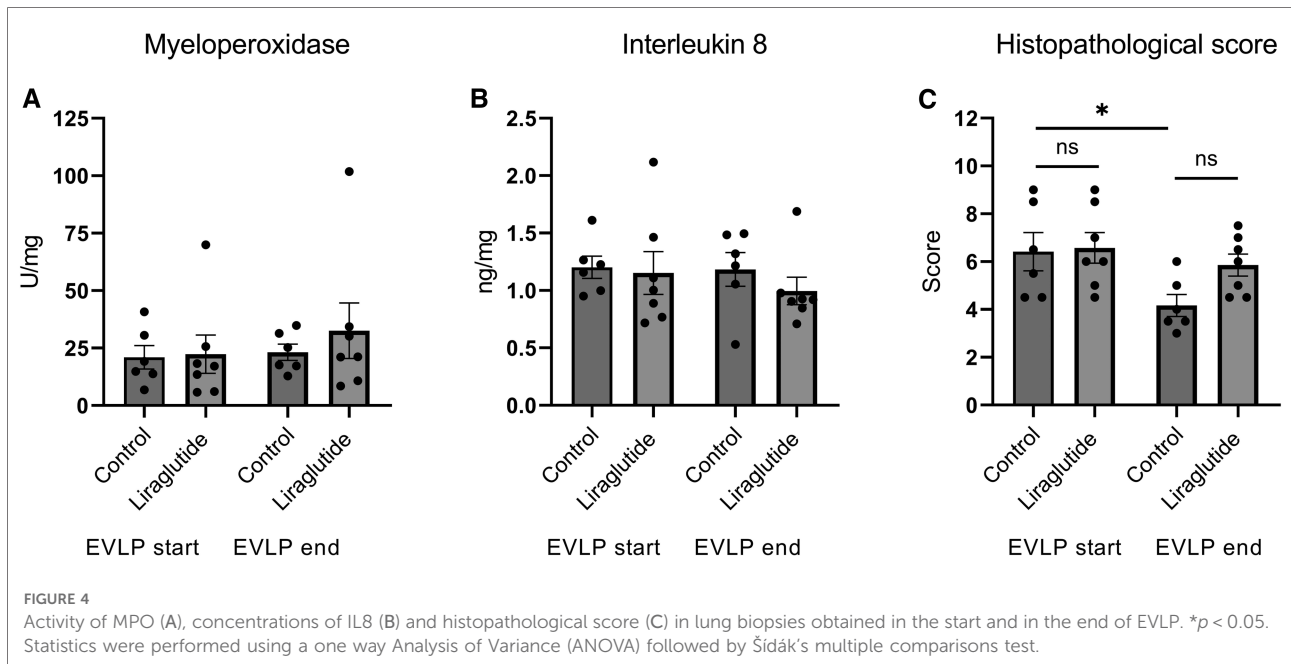 Myeloperoxidase
Interleukin 8
Histopathological score
A
U/mg
125
100
75
50
25
0
Control
Liraglutide
Control
Liraglutide
EVLP start
EVLP end
B
ng/mg
2.5
2.0
1.5
1.0
0.5
0.0
Control
Liraglutide
Control
Liraglutide
EVLP start
EVLP end
C
Score
12
10
8
6
4
2
0
*
ns
ns
Control
Liraglutide
Control
Liraglutide
EVLP start
EVLP end
FIGURE 4
Activity of MPO (A), concentrations of IL8 (B) and histopathological score (C) in lung biopsies obtained in the start and in the end of EVLP. *p < 0.05.
Statistics were performed using a one way Analysis of Variance (ANOVA) followed by Šídák's multiple comparisons test.